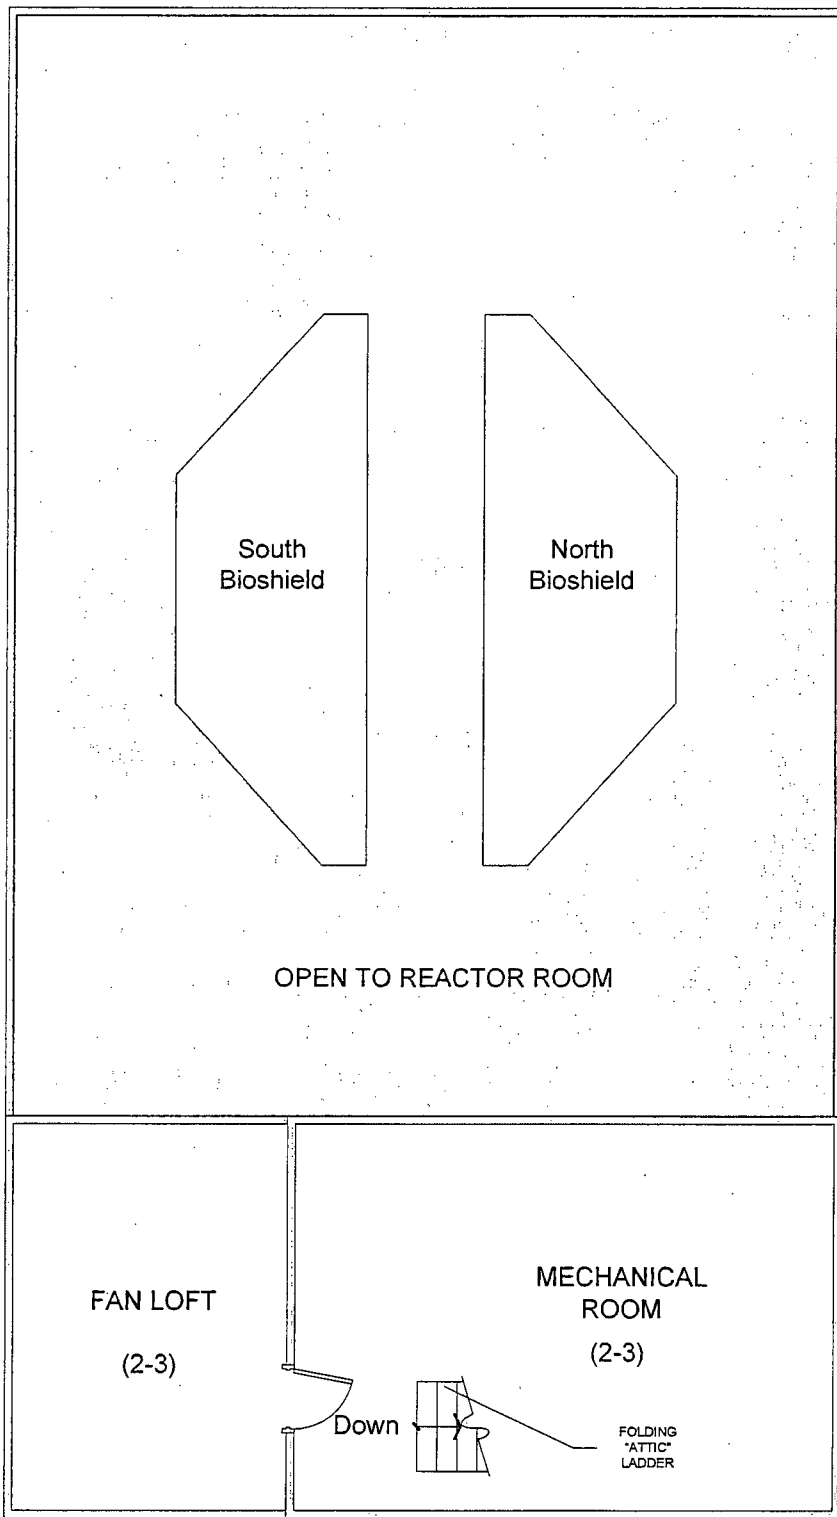 South
Bioshield
North
Bioshield
OPEN TO REACTOR ROOM
FAN LOFT
(2-3)
MECHANICAL
ROOM
(2-3)
Down
FOLDING
"ATTIC"
LADDER